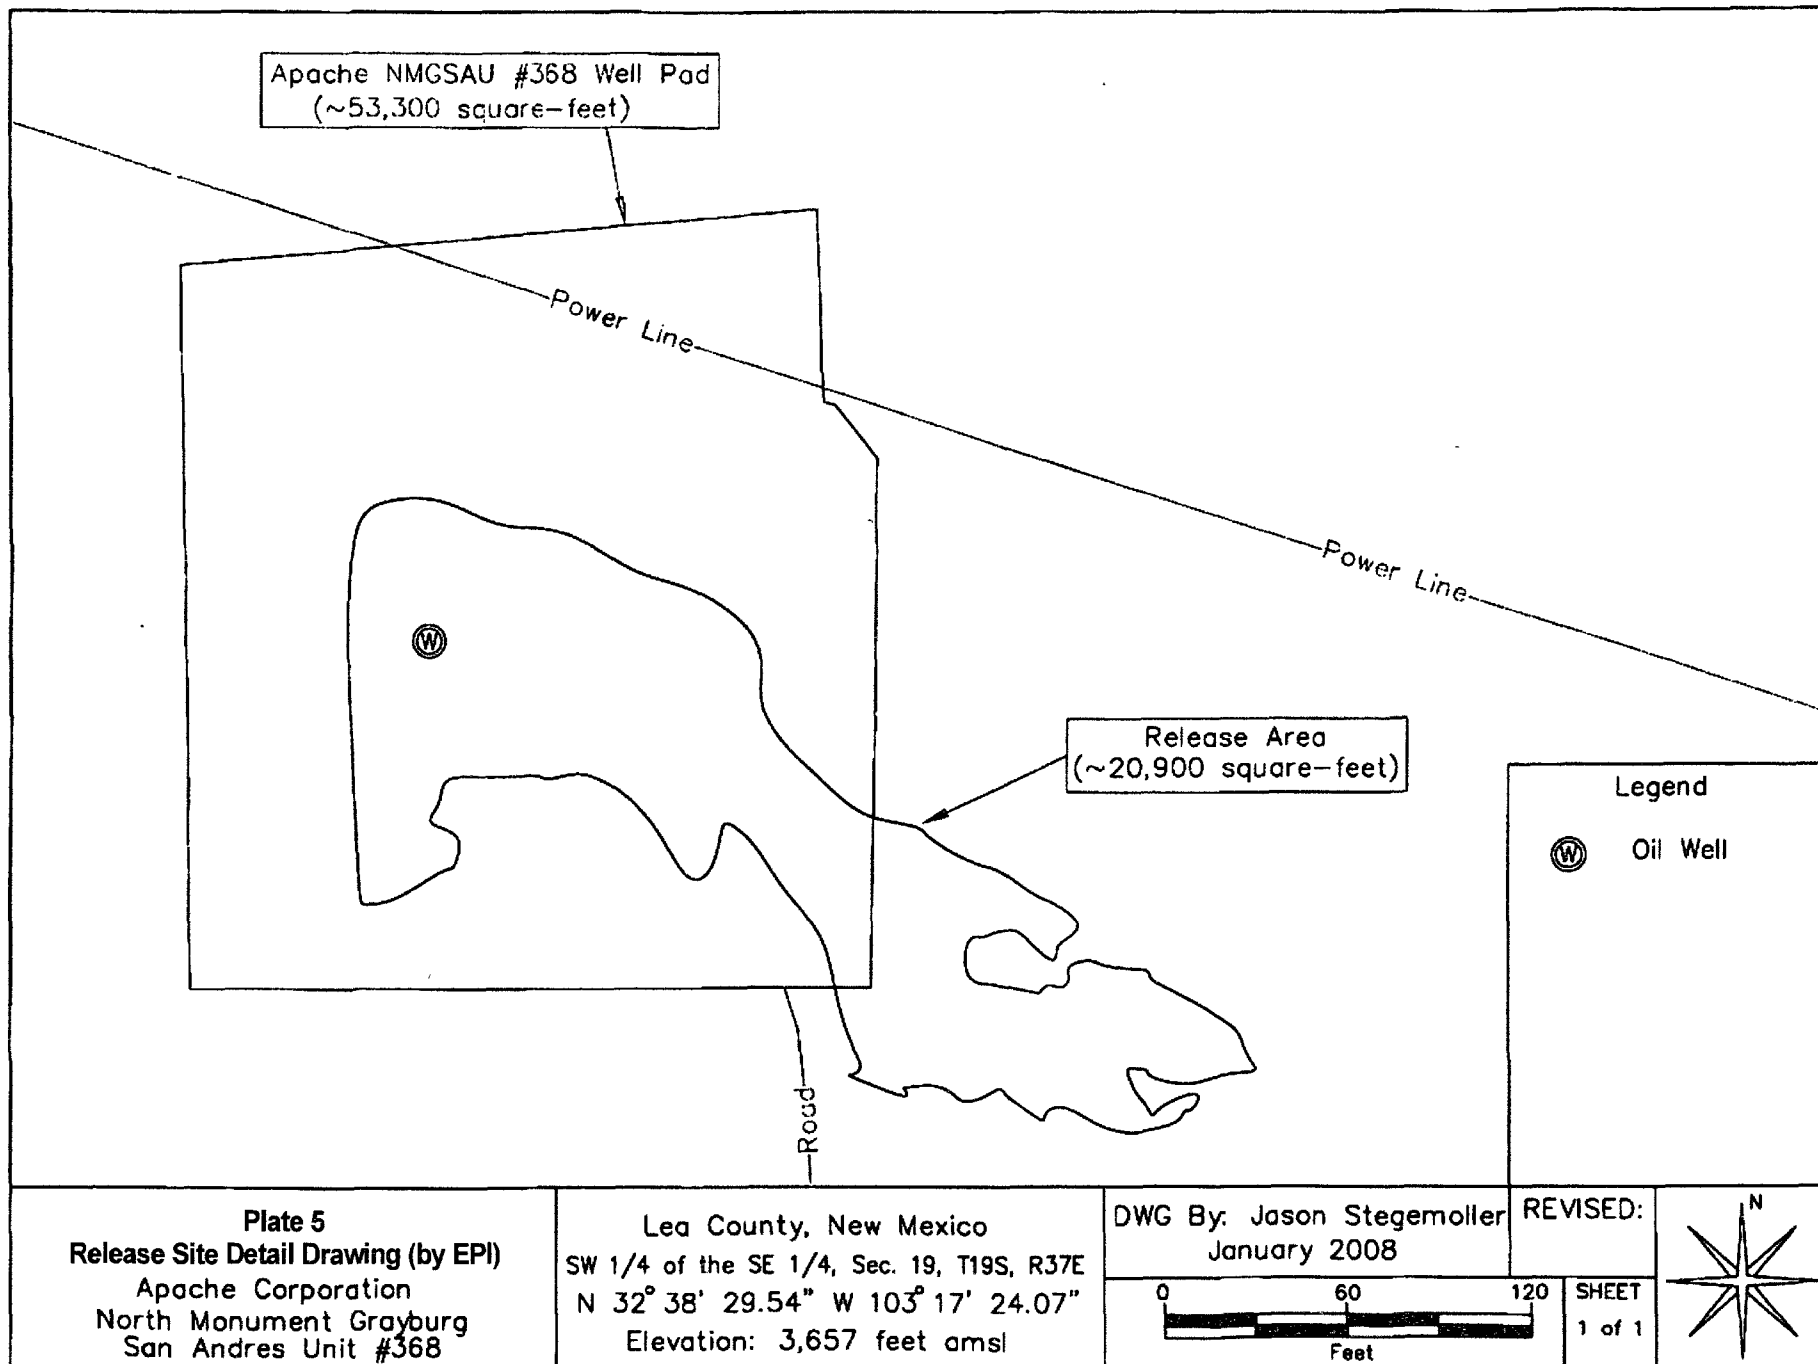 Apache NMGSAU #368 Well Pad
(~53,300 square-feet)
Power Line
Power Line
Release Area
(~20,900 square-feet)
Legend
W
W Oil Well
Road
Plate 5
Release Site Detail Drawing (by EPI)
Apache Corporation
North Monument Grayburg
San Andres Unit #368
Lea County, New Mexico
SW 1/4 of the SE 1/4, Sec. 19, T19S, R37E
N 32° 38' 29.54" W 103° 17' 24.07"
Elevation: 3,657 feet amsl
DWG By: Jason Stegemoller
January 2008
REVISED:
0 60 120
Feet
SHEET
1 of 1
N